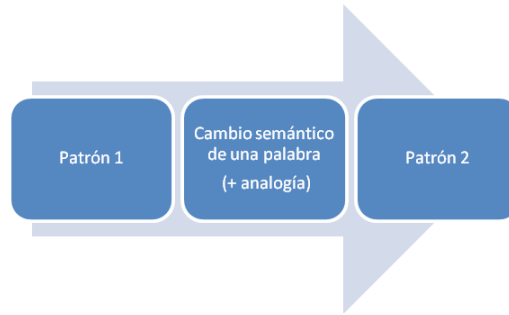 Patrón 1
Cambio semántico
de una palabra
(+ analogía)
Patrón 2